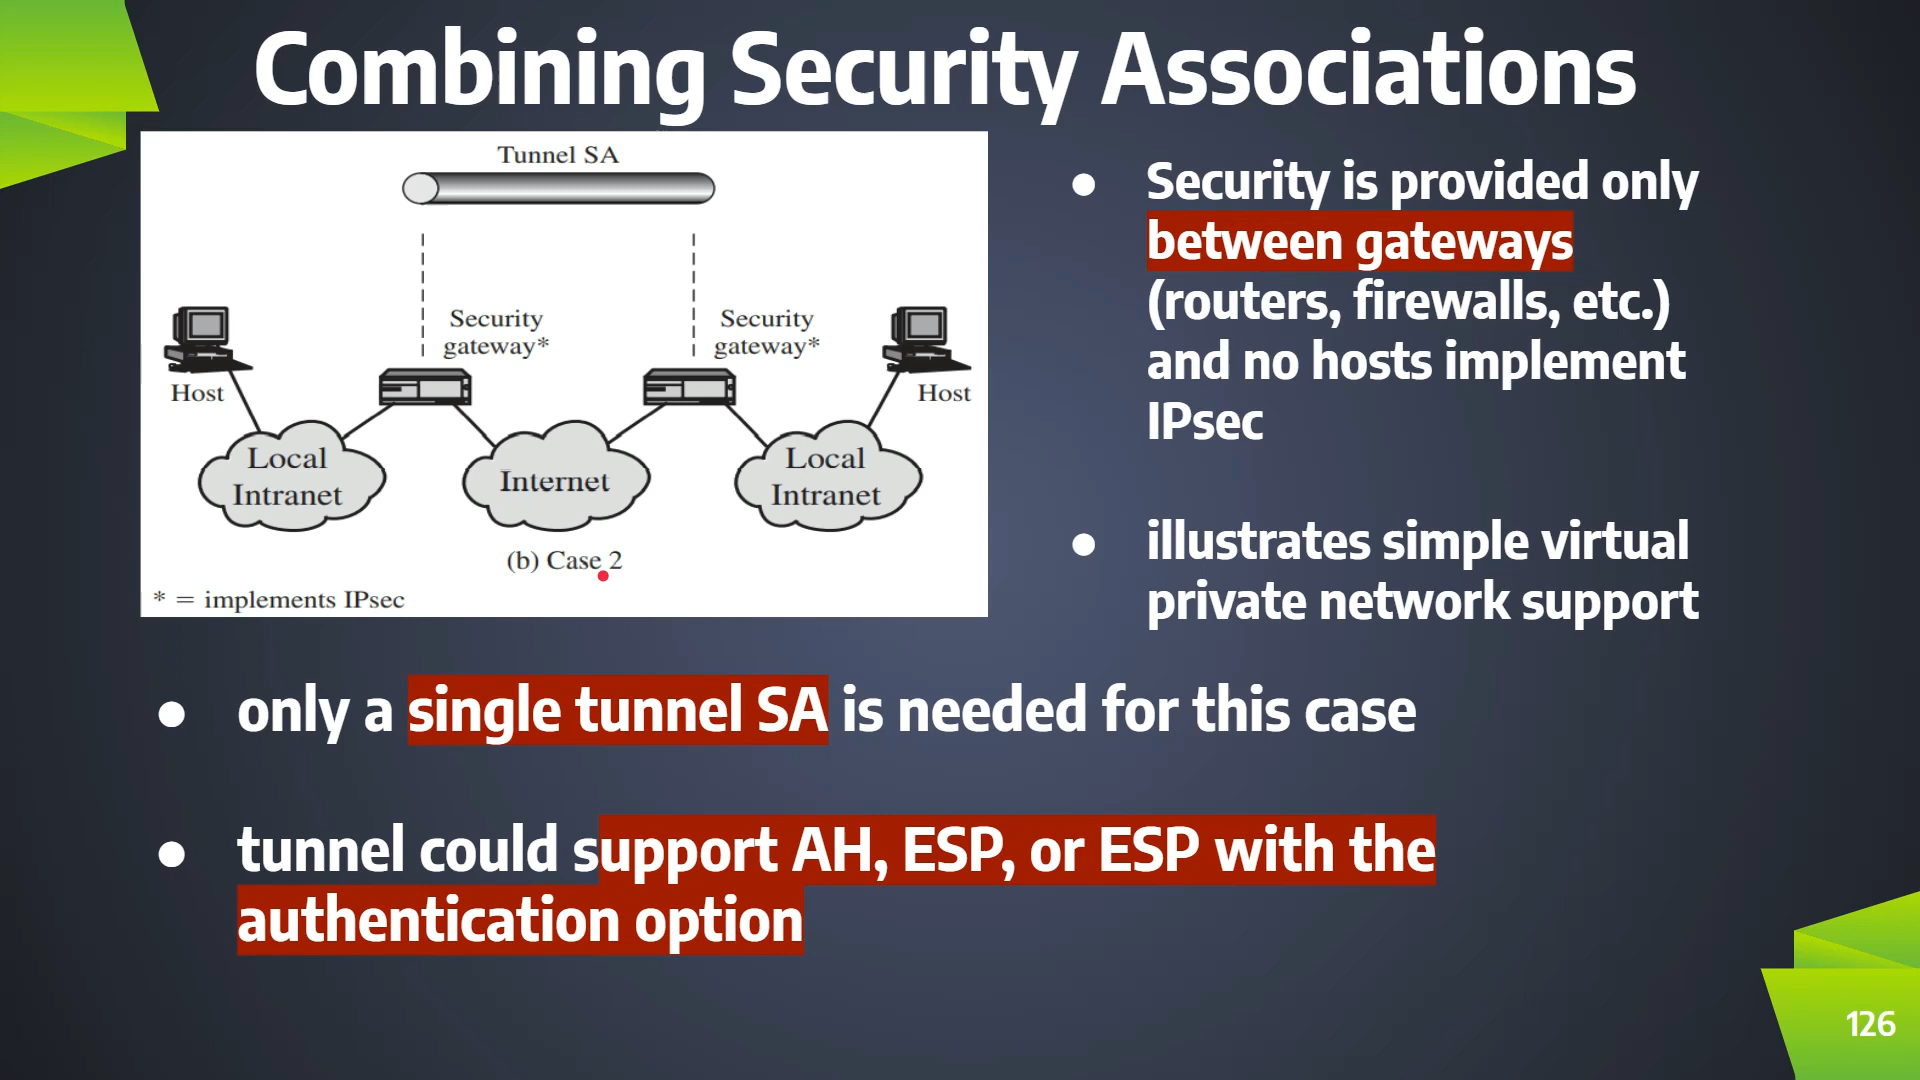 Combining Security Associations
Tunnel SA
Security
gateway*
Security
gateway*
Host
Host
Local
Intranet
Internet
Local
Intranet
(b) Case 2
* = implements IPsec
● Security is provided only
between gateways
(routers, firewalls, etc.)
and no hosts implement
IPsec
● illustrates simple virtual
private network support
● only a single tunnel SA is needed for this case
● tunnel could support AH, ESP, or ESP with the
authentication option
126